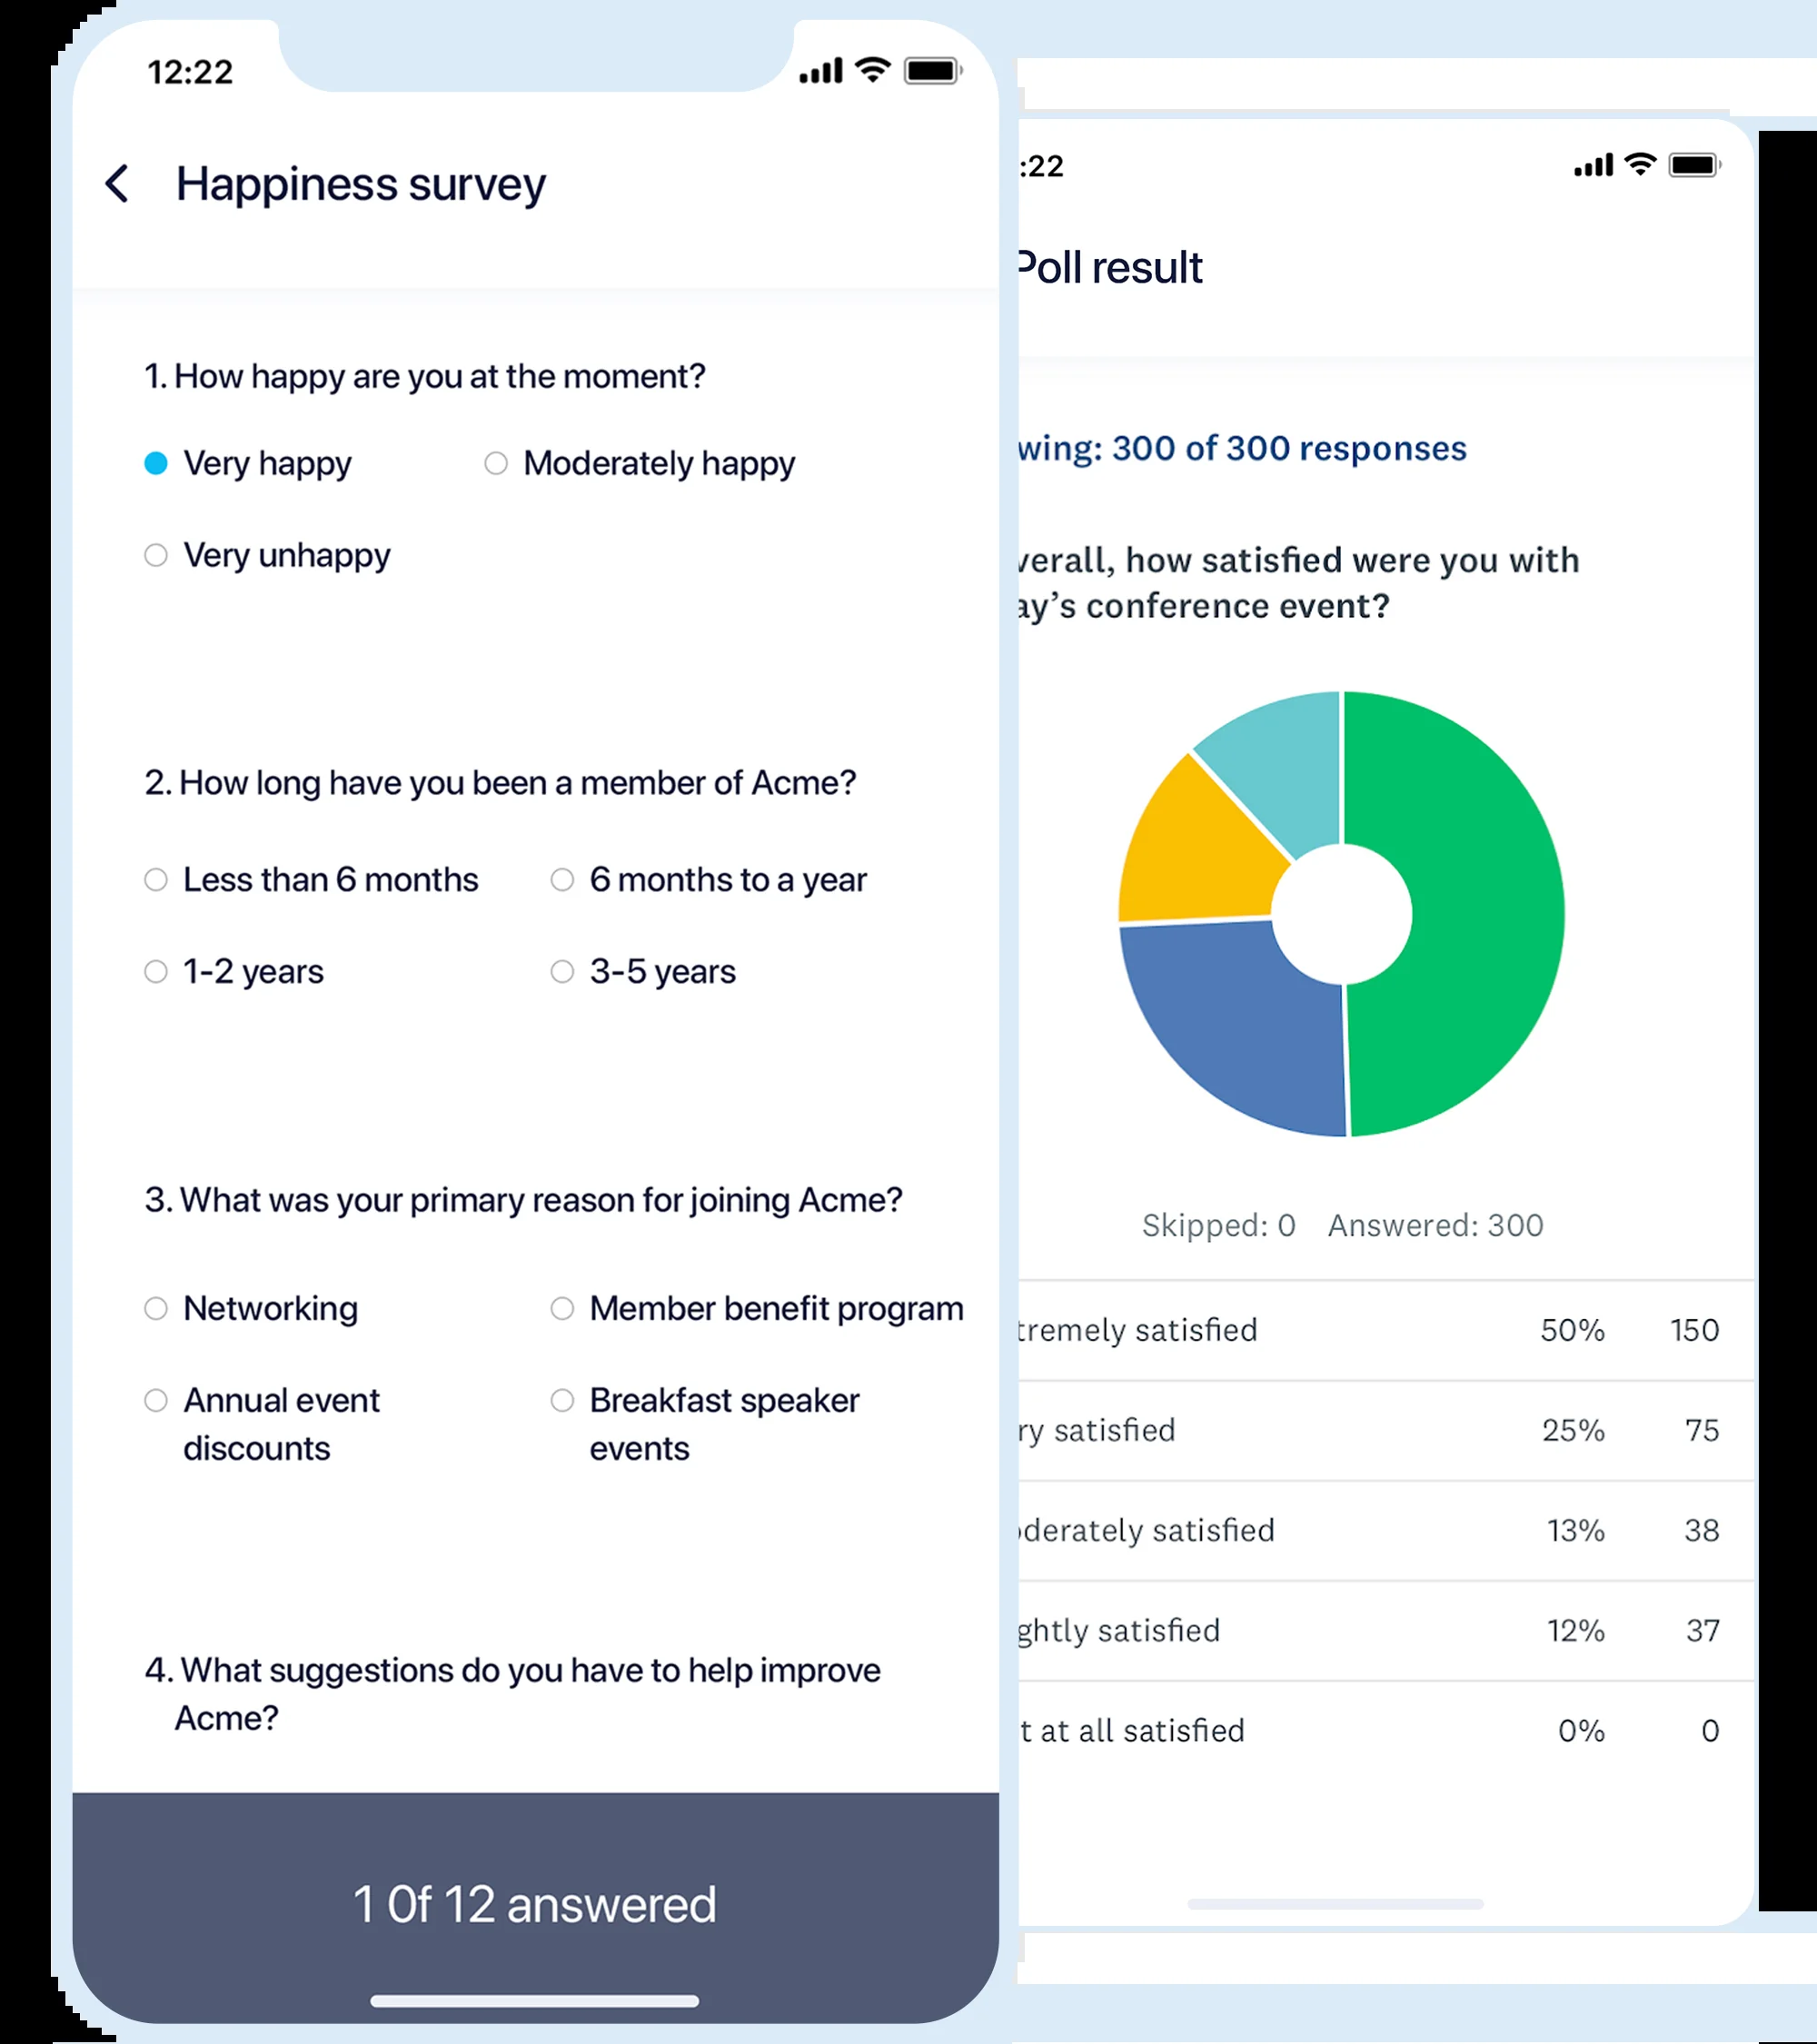 12:22
Happiness survey
1. How happy are you at the moment?
Very happy
Moderately happy
Very unhappy
2. How long have you been a member of Acme?
Less than 6 months
6 months to a year
1-2 years
3-5 years
3. What was your primary reason for joining Acme?
Networking
Member benefit program
Annual event
discounts
Breakfast speaker
events
4. What suggestions do you have to help improve
Acme?
1 Of 12 answered
:22
Poll result
wing: 300 of 300 responses
verall, how satisfied were you with
ay's conference event?
Skipped: 0 Answered: 300
tremely satisfied 50% 150
ry satisfied 25% 75
derately satisfied 13% 38
ghtly satisfied 12% 37
t at all satisfied 0% 0